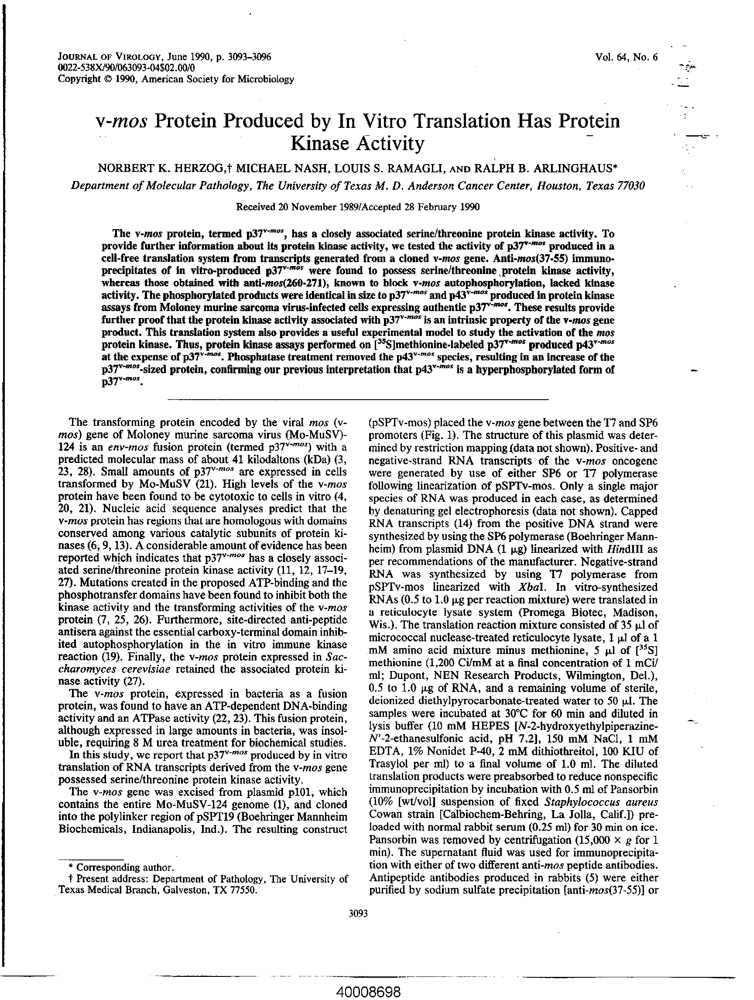 JOURNAL OF VIROLOGY, June 1990, p. 3093–3096
0022-538X/90/063093-04$02.00/0
Copyright © 1990, American Society for Microbiology
Vol. 64, No. 6
v-mos Protein Produced by In Vitro Translation Has Protein
Kinase Activity
NORBERT K. HERZOG,† MICHAEL NASH, LOUIS S. RAMAGLI, AND RALPH B. ARLINGHAUS*
Department of Molecular Pathology, The University of Texas M. D. Anderson Cancer Center, Houston, Texas 77030
Received 20 November 1989/Accepted 28 February 1990
The v-mos protein, termed p37v-mos, has a closely associated serine/threonine protein kinase activity. To
provide further information about its protein kinase activity, we tested the activity of p37v-mos produced in a
cell-free translation system from transcripts generated from a cloned v-mos gene. Anti-mos(37-55) immuno-
precipitates of in vitro-produced p37v-mos were found to possess serine/threonine protein kinase activity,
whereas those obtained with anti-mos(260-271), known to block v-mos autophosphorylation, lacked kinase
activity. The phosphorylated products were identical in size to p37v-mos and p43v-mos produced in protein kinase
assays from Moloney murine sarcoma virus-infected cells expressing authentic p37v-mos. These results provide
further proof that the protein kinase activity associated with p37v-mos is an intrinsic property of the v-mos gene
product. This translation system also provides a useful experimental model to study the activation of the mos
protein kinase. Thus, protein kinase assays performed on [35S]methionine-labeled p37v-mos produced p43v-mos
at the expense of p37v-mos. Phosphatase treatment removed the p43v-mos species, resulting in an increase of the
p37v-mos-sized protein, confirming our previous interpretation that p43v-mos is a hyperphosphorylated form of
p37v-mos.
The transforming protein encoded by the viral mos (v-
mos) gene of Moloney murine sarcoma virus (Mo-MuSV)-
124 is an env-mos fusion protein (termed p37v-mos) with a
predicted molecular mass of about 41 kilodaltons (kDa) (3,
23, 28). Small amounts of p37v-mos are expressed in cells
transformed by Mo-MuSV (21). High levels of the v-mos
protein have been found to be cytotoxic to cells in vitro (4,
20, 21). Nucleic acid sequence analyses predict that the
v-mos protein has regions that are homologous with domains
conserved among various catalytic subunits of protein ki-
nases (6, 9, 13). A considerable amount of evidence has been
reported which indicates that p37v-mos has a closely associ-
ated serine/threonine protein kinase activity (11, 12, 17–19,
27). Mutations created in the proposed ATP-binding and the
phosphotransfer domains have been found to inhibit both the
kinase activity and the transforming activities of the v-mos
protein (7, 25, 26). Furthermore, site-directed anti-peptide
antisera against the essential carboxy-terminal domain inhib-
ited autophosphorylation in the in vitro immune kinase
reaction (19). Finally, the v-mos protein expressed in Sac-
charomyces cerevisiae retained the associated protein ki-
nase activity (27).
The v-mos protein, expressed in bacteria as a fusion
protein, was found to have an ATP-dependent DNA-binding
activity and an ATPase activity (22, 23). This fusion protein,
although expressed in large amounts in bacteria, was insol-
uble, requiring 8 M urea treatment for biochemical studies.
In this study, we report that p37v-mos produced by in vitro
translation of RNA transcripts derived from the v-mos gene
possessed serine/threonine protein kinase activity.
The v-mos gene was excised from plasmid p101, which
contains the entire Mo-MuSV-124 genome (1), and cloned
into the polylinker region of pSPT19 (Boehringer Mannheim
Biochemicals, Indianapolis, Ind.). The resulting construct
* Corresponding author.
† Present address: Department of Pathology, The University of
Texas Medical Branch, Galveston, TX 77550.
(pSPTv-mos) placed the v-mos gene between the T7 and SP6
promoters (Fig. 1). The structure of this plasmid was deter-
mined by restriction mapping (data not shown). Positive- and
negative-strand RNA transcripts of the v-mos oncogene
were generated by use of either SP6 or T7 polymerase
following linearization of pSPTv-mos. Only a single major
species of RNA was produced in each case, as determined
by denaturing gel electrophoresis (data not shown). Capped
RNA transcripts (14) from the positive DNA strand were
synthesized by using the SP6 polymerase (Boehringer Mann-
heim) from plasmid DNA (1 μg) linearized with HindIII as
per recommendations of the manufacturer. Negative-strand
RNA was synthesized by using T7 polymerase from
pSPTv-mos linearized with XbaI. In vitro-synthesized
RNAs (0.5 to 1.0 μg per reaction mixture) were translated in
a reticulocyte lysate system (Promega Biotec, Madison,
Wis.). The translation reaction mixture consisted of 35 μl of
micrococcal nuclease-treated reticulocyte lysate, 1 μl of a 1
mM amino acid mixture minus methionine, 5 μl of [35S]
methionine (1,200 Ci/mM at a final concentration of 1 mCi/
ml; Dupont, NEN Research Products, Wilmington, Del.),
0.5 to 1.0 μg of RNA, and a remaining volume of sterile,
deionized diethylpyrocarbonate-treated water to 50 μl. The
samples were incubated at 30°C for 60 min and diluted in
lysis buffer (10 mM HEPES [N-2-hydroxyethylpiperazine-
N'-2-ethanesulfonic acid, pH 7.2], 150 mM NaCl, 1 mM
EDTA, 1% Nonidet P-40, 2 mM dithiothreitol, 100 KIU of
Trasylol per ml) to a final volume of 1.0 ml. The diluted
translation products were preabsorbed to reduce nonspecific
immunoprecipitation by incubation with 0.5 ml of Pansorbin
(10% [wt/vol] suspension of fixed Staphylococcus aureus
Cowan strain [Calbiochem-Behring, La Jolla, Calif.]) pre-
loaded with normal rabbit serum (0.25 ml) for 30 min on ice.
Pansorbin was removed by centrifugation (15,000 × g for 1
min). The supernatant fluid was used for immunoprecipita-
tion with either of two different anti-mos peptide antibodies.
Antipeptide antibodies produced in rabbits (5) were either
purified by sodium sulfate precipitation [anti-mos(37-55)] or
3093
40008698